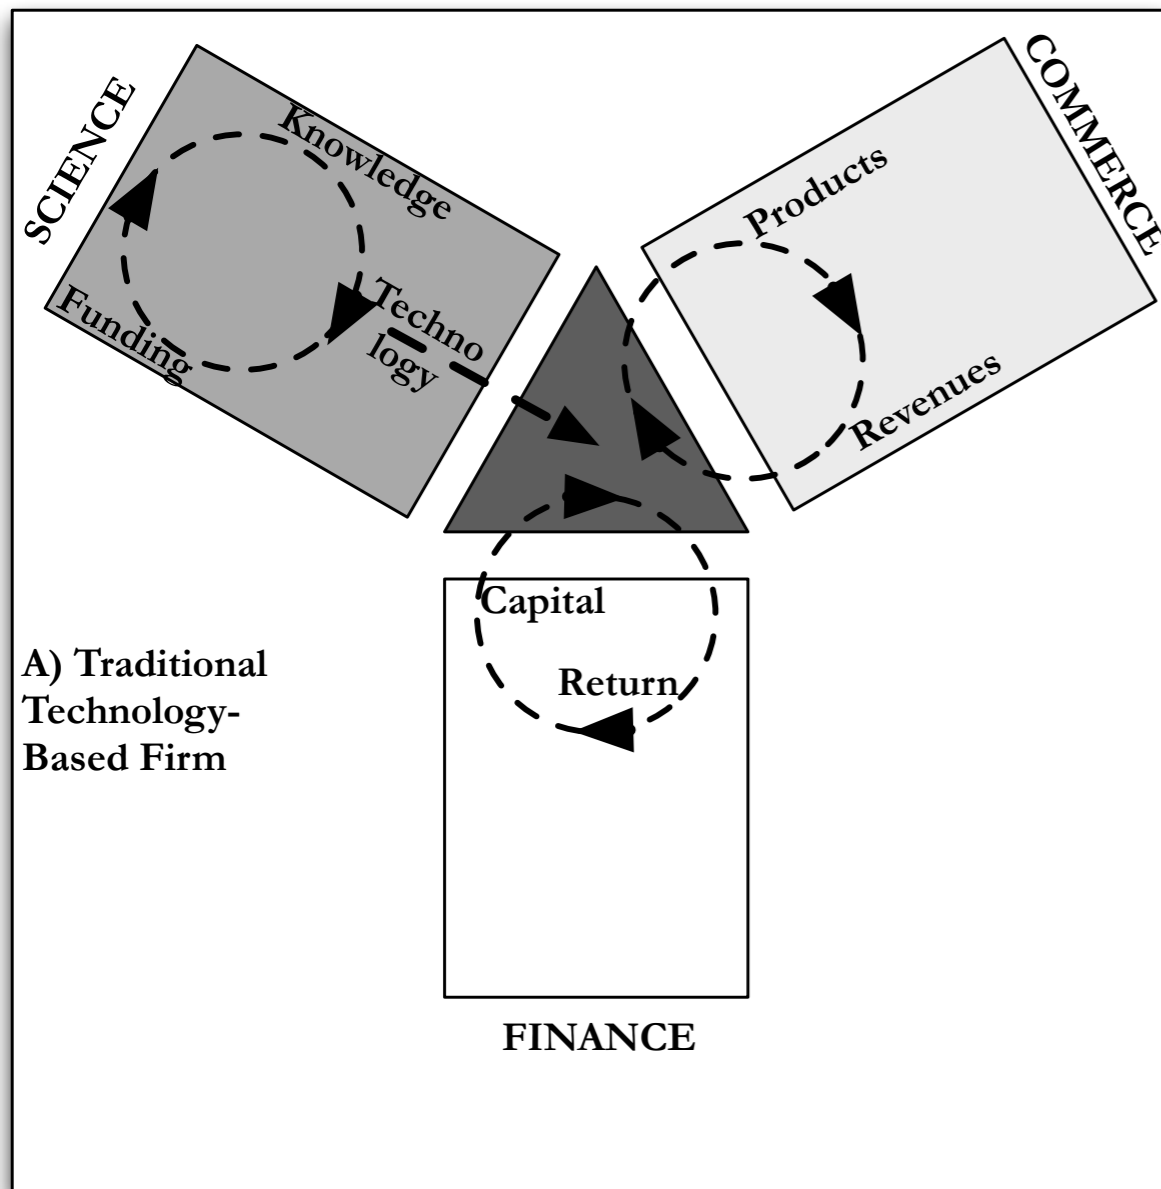 SCIENCE
Knowledge
Funding
Techno
logy
COMMERCE
Products
Revenues
Capital
Return
A) Traditional
Technology-
Based Firm
FINANCE